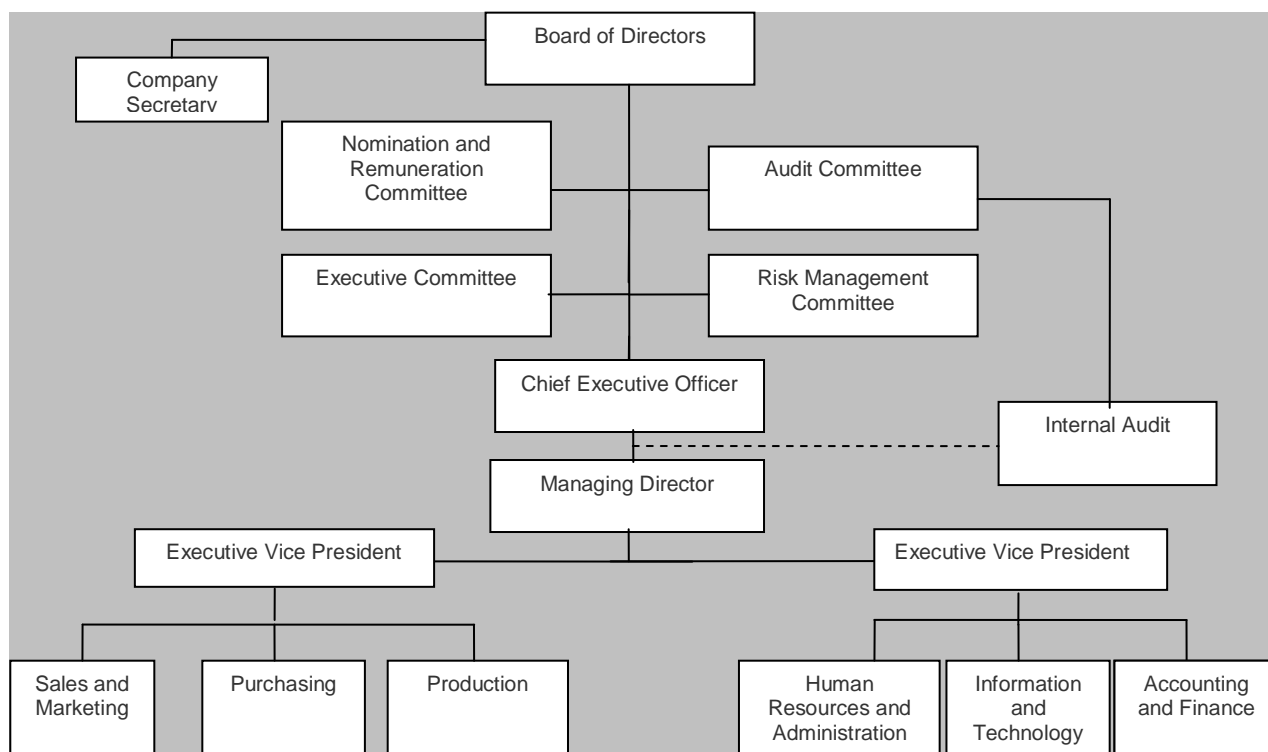 Board of Directors
Company
Secretary
Nomination and
Remuneration
Committee
Audit Committee
Executive Committee
Risk Management
Committee
Chief Executive Officer
Internal Audit
Managing Director
Executive Vice President
Executive Vice President
Sales and
Marketing
Purchasing
Production
Human
Resources and
Administration
Information
and
Technology
Accounting
and Finance